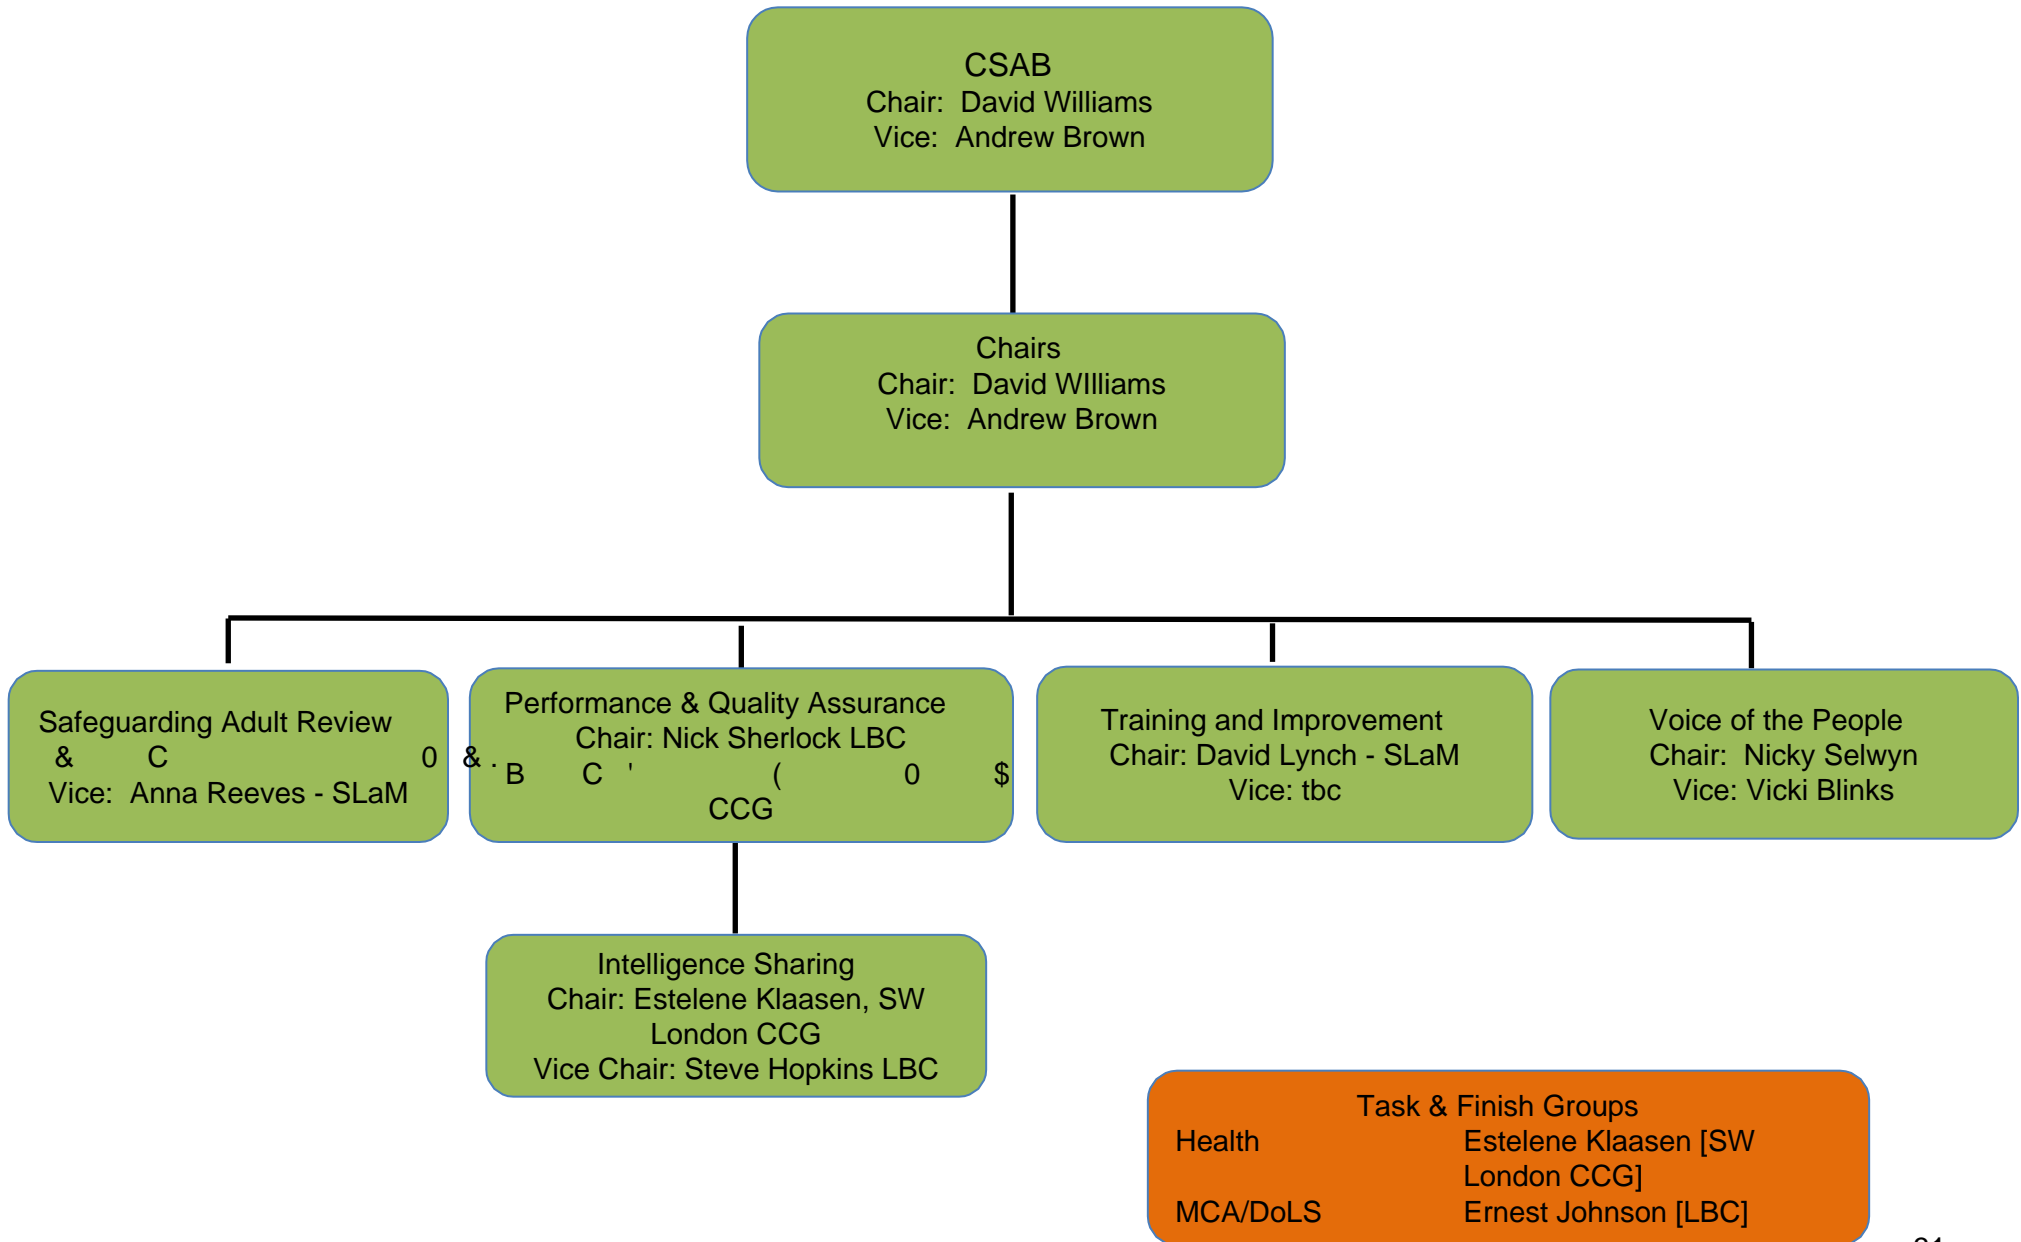 CSAB
Chair: David Williams
Vice: Andrew Brown
Chairs
Chair: David WIlliams
Vice: Andrew Brown
Safeguarding Adult Review
& C 0 & .
Vice: Anna Reeves - SLaM
Performance & Quality Assurance
Chair: Nick Sherlock LBC
B C ' ( 0 $
CCG
Training and Improvement
Chair: David Lynch - SLaM
Vice: tbc
Voice of the People
Chair: Nicky Selwyn
Vice: Vicki Blinks
Intelligence Sharing
Chair: Estelene Klaasen, SW
London CCG
Vice Chair: Steve Hopkins LBC
Task & Finish Groups
Health Estelene Klaasen [SW
London CCG]
MCA/DoLS Ernest Johnson [LBC]